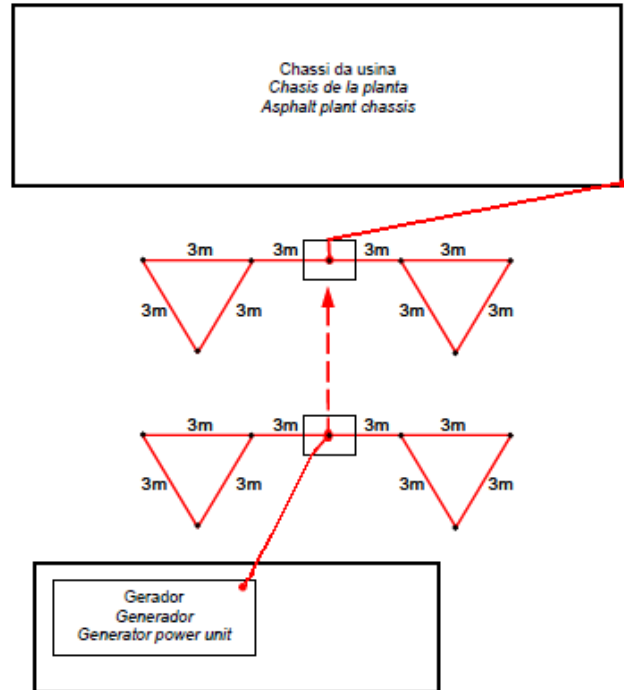 Chassi da usina
Chasis de la planta
Asphalt plant chassis
3m 3m 3m 3m
3m 3m 3m 3m
3m 3m 3m 3m
3m 3m 3m 3m
Gerador
Generador
Generator power unit